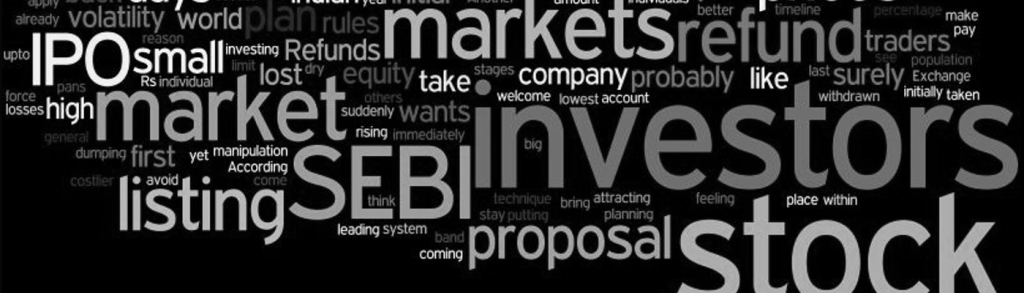 apply
amount
individuals
already volatility world plan rules markets better timeline percentage make
upto IPO small reason investing Refunds refund traders pay
Rs individual limit lost dry equity take stages company probably like last surely see population
force pans Exchange
losses high market others suddenly wants welcome lowest account withdrawn initially taken
general rising immediately investors
dumping first yet manipulation big
According
costlier avoid come SEBI
listing think technique bring attracting feeling place within
stay putting planning
leading system
band proposal stock
coming